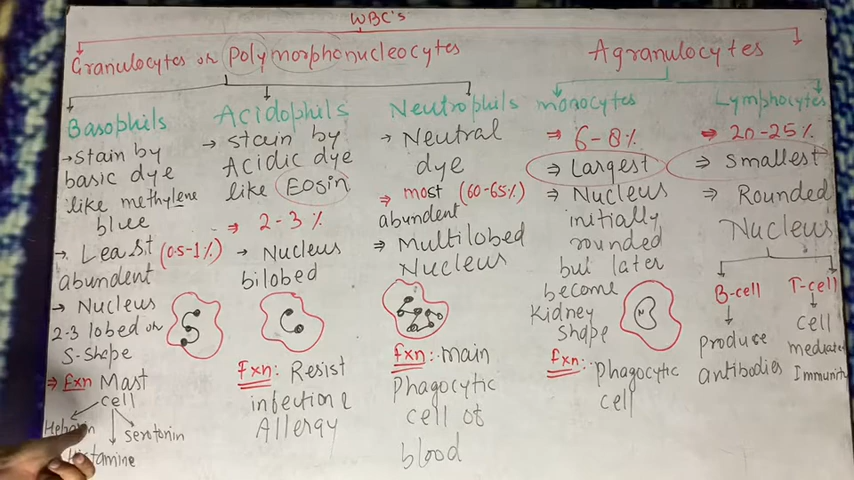 WBC's
Granulocytes or Polymorphonucleocytes
Agranulocytes
Basophils
→ stain by
basic dye
like methylene
blue
→ Least (0.5-1%)
abundent
→ Nucleus
2-3 lobed or
S-shape
⇒ fxn Mast
cell
Serotonin
Histamine
Acidophils
→ stain by
Acidic dye
like Eosin
⇒ 2-3 %
→ Nucleus
bilobed
fxn: Resist
infection &
Allergy
Neutrophils
→ Neutral
dye
⇒ most (60-65%)
abundent
⇒ Multilobed
Nucleus
fxn: main
Phagocytic
cell of
blood
monocytes
⇒ 6-8%
⇒ Largest
⇒ Nucleus
initially
rounded
but later
become
Kidney
Shape
N
fxn: Phagocytic
cell
Lymphocytes
⇒ 20-25%
⇒ Smallest
⇒ Rounded
Nucleus
B-cell
produce
antibodies
T-cell
cell
mediated
Immunity